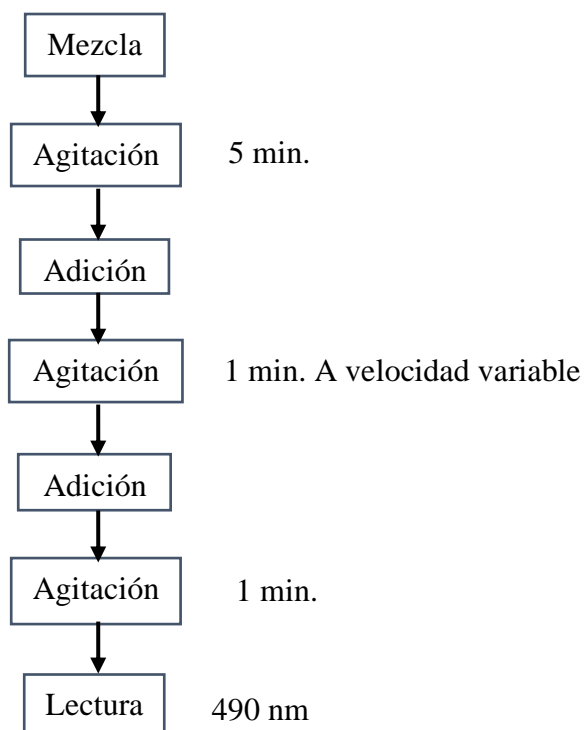 Mezcla
Agitación 5 min.
Adición
Agitación 1 min. A velocidad variable
Adición
Agitación 1 min.
Lectura 490 nm